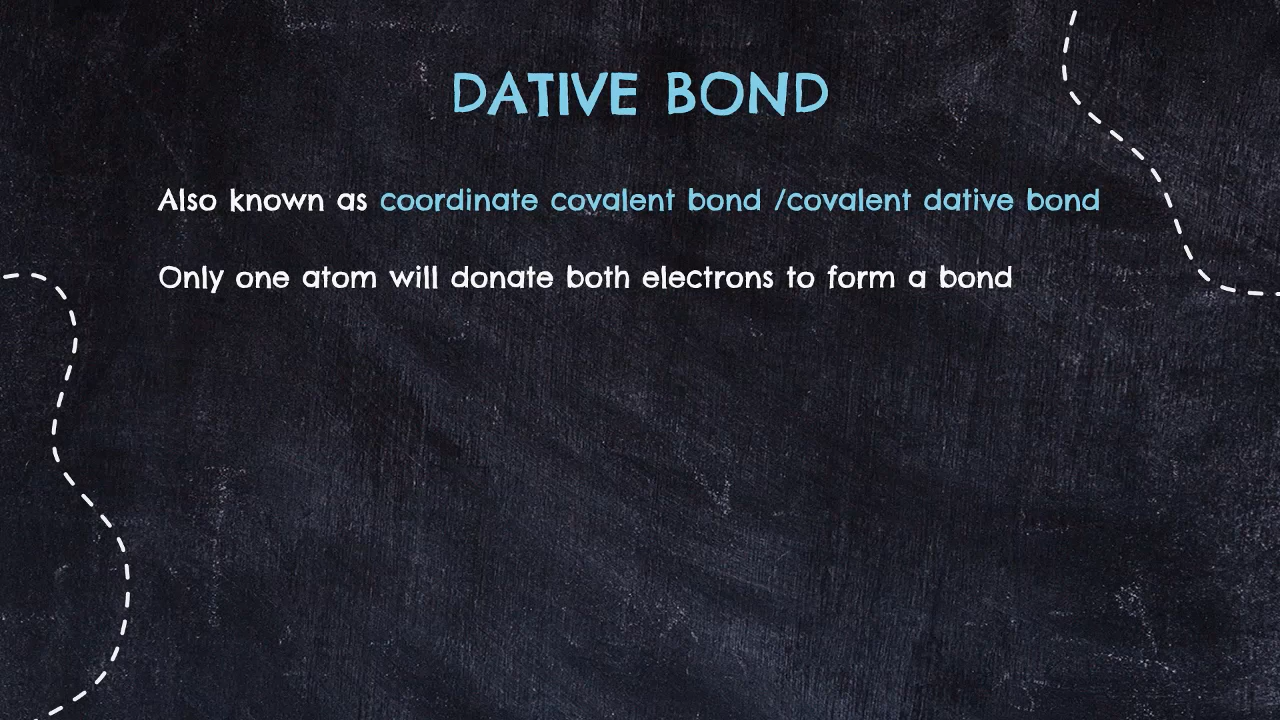 DATIVE BOND
Also known as coordinate covalent bond /covalent dative bond
Only one atom will donate both electrons to form a bond